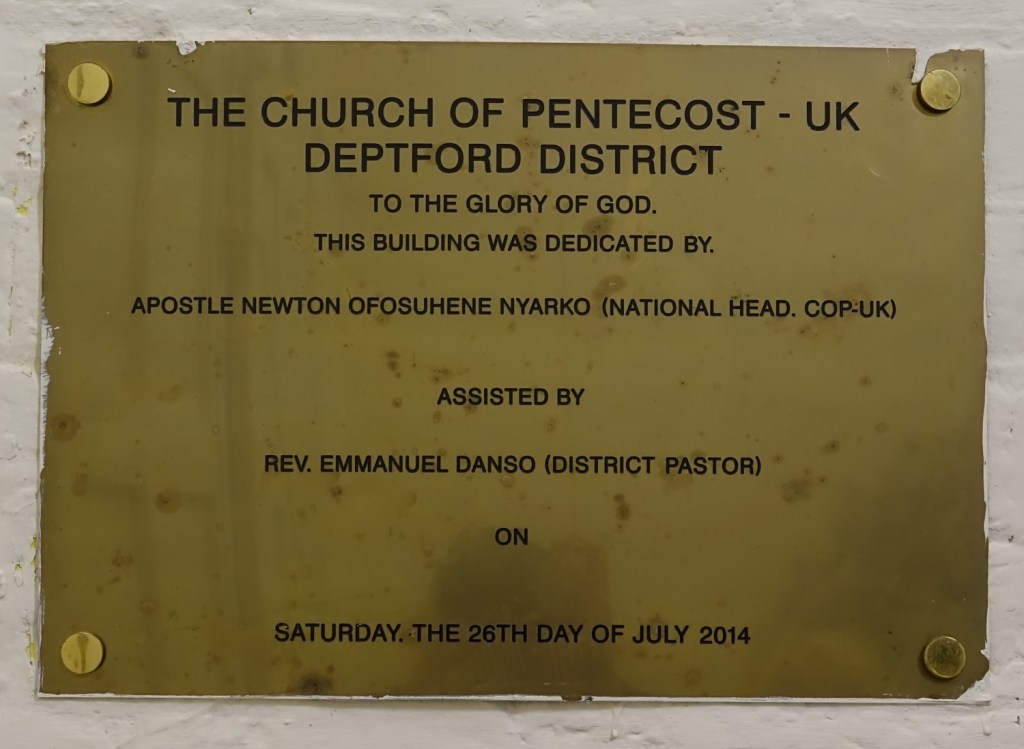 THE CHURCH OF PENTECOST - UK
DEPTFORD DISTRICT
TO THE GLORY OF GOD.
THIS BUILDING WAS DEDICATED BY.
APOSTLE NEWTON OFOSUHENE NYARKO (NATIONAL HEAD. COP-UK)
ASSISTED BY
REV. EMMANUEL DANSO (DISTRICT PASTOR)
ON
SATURDAY. THE 26TH DAY OF JULY 2014